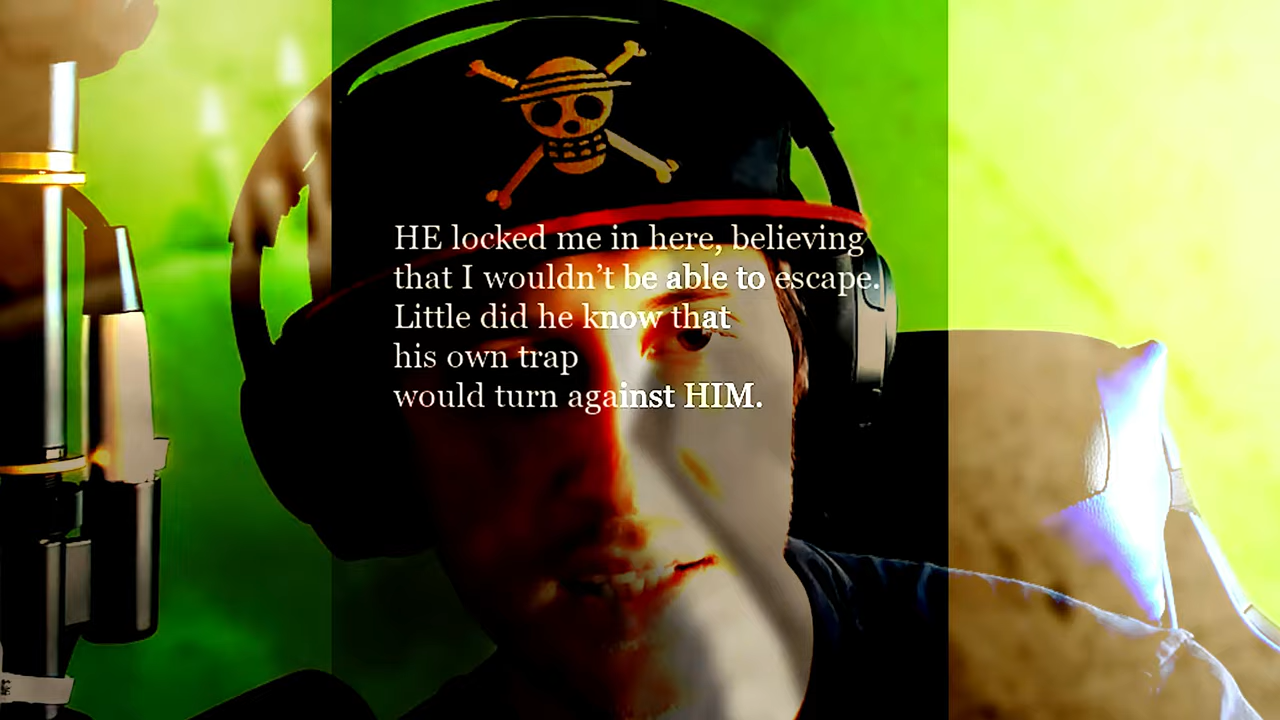 HE locked me in here, believing
that I wouldn’t be able to escape.
Little did he know that
his own trap
would turn against HIM.